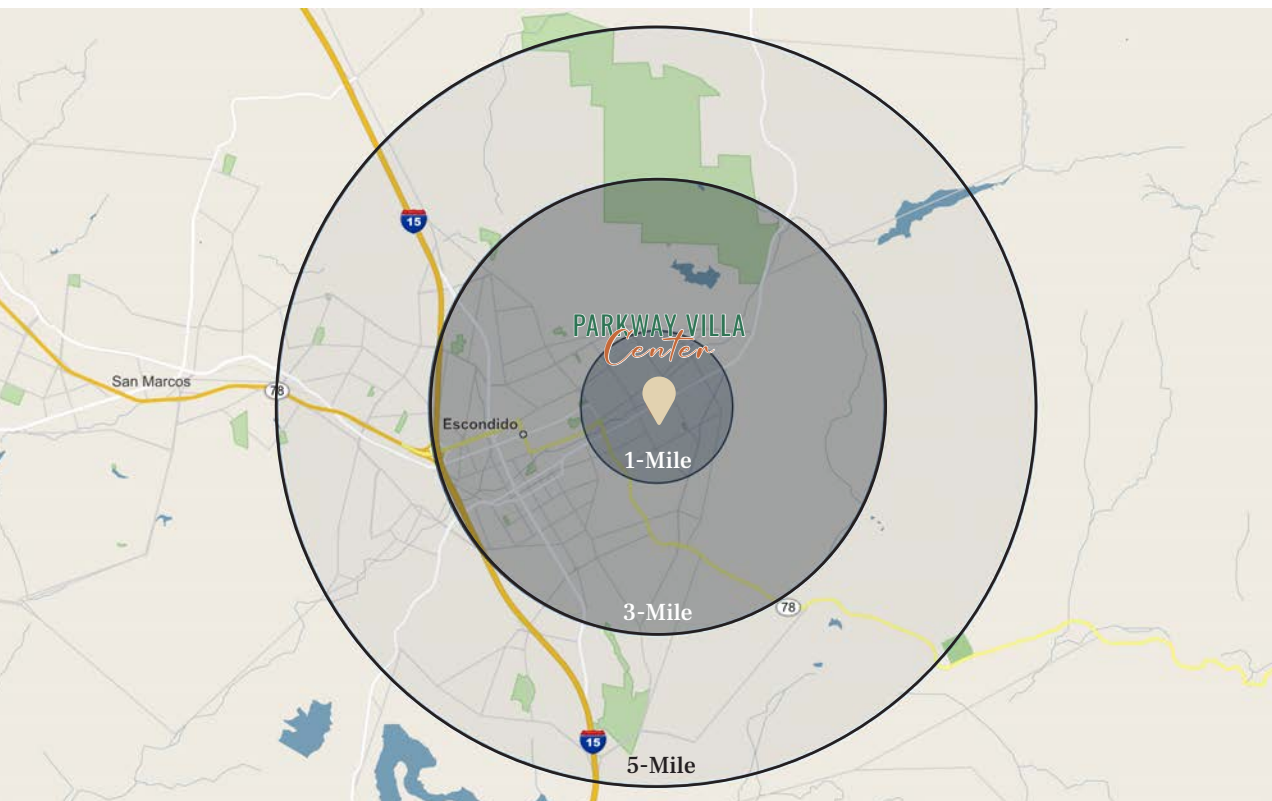 15
PARKWAY VILLA
Center
San Marcos
78
Escondido
1-Mile
3-Mile
78
15
5-Mile